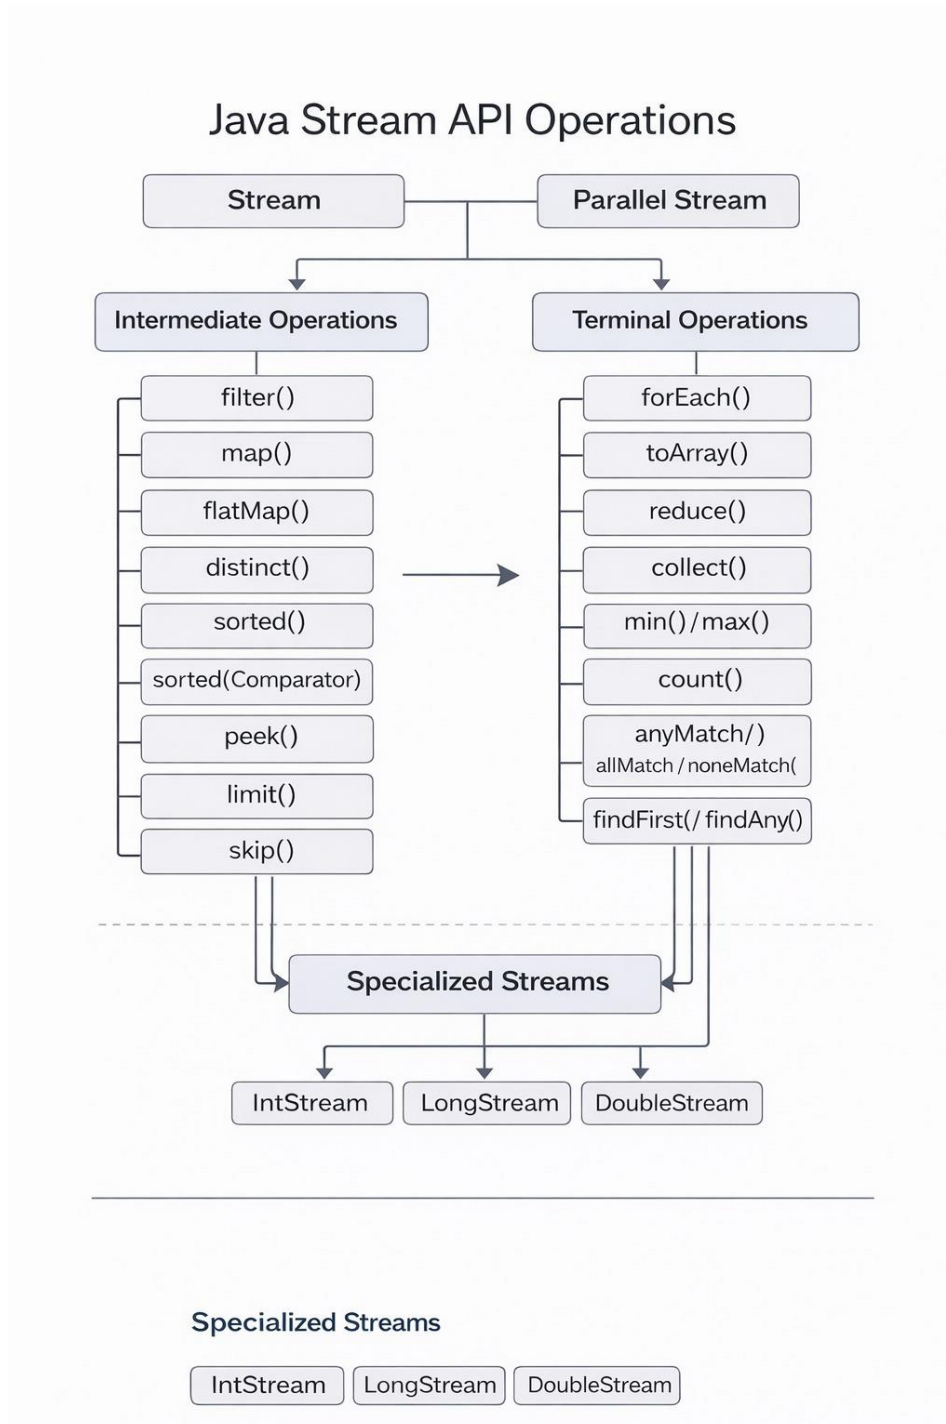 Java Stream API Operations
Stream
Parallel Stream
Intermediate Operations
filter()
map()
flatMap()
distinct()
sorted()
sorted(Comparator)
peek()
limit()
skip()
Terminal Operations
forEach()
toArray()
reduce()
collect()
min() / max()
count()
anyMatch/)
allMatch / noneMatch(
findFirst(/ findAny()
Specialized Streams
IntStream
LongStream
DoubleStream
Specialized Streams
IntStream
LongStream
DoubleStream